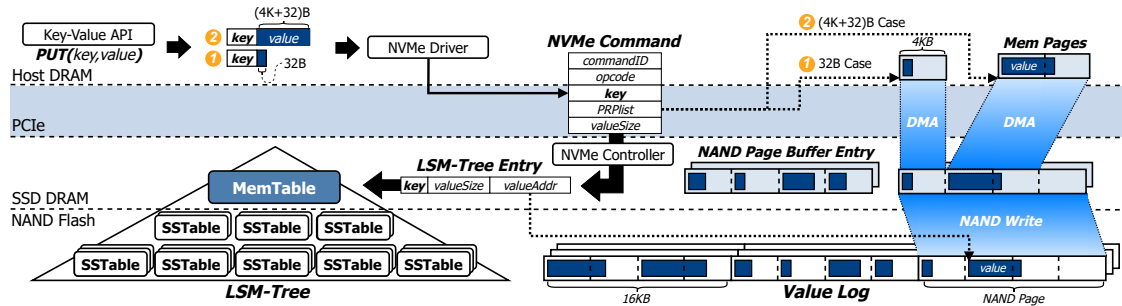 Key-Value API
PUT(key,value)
(4K+32)B
2 key value
1 key
32B
NVMe Driver
NVMe Command
commandID
opcode
key
PRPlist
valueSize
2 (4K+32)B Case
1 32B Case
4KB
Mem Pages
value
Host DRAM
PCIe
DMA
DMA
NVMe Controller
LSM-Tree Entry
key valueSize valueAddr
NAND Page Buffer Entry
MemTable
SSD DRAM
NAND Flash
NAND Write
SSTable SSTable SSTable
SSTable SSTable SSTable SSTable SSTable
LSM-Tree
value
16KB
Value Log
NAND Page